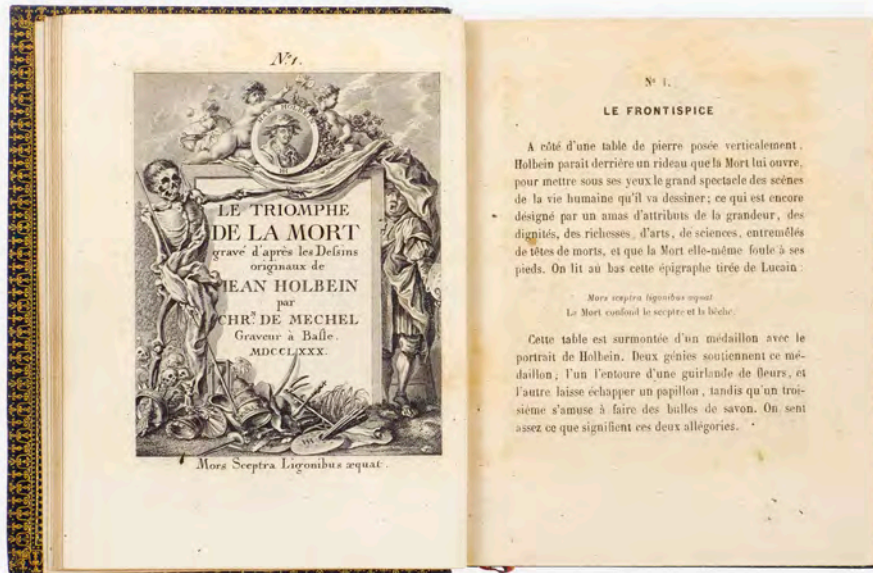 Nº 1.
LE TRIOMPHE
DE LA MORT
gravé d'après les Dessins
originaux de
JEAN HOLBEIN
par
CHR.N DE MECHEL
Graveur à Basle.
MDCCLXXX.
Mors Sceptra Ligonibus æquat.
Nº 1.
LE FRONTISPICE
A côté d'une table de pierre posée verticalement,
Holbein paraît derrière un rideau que la Mort lui ouvre,
pour mettre sous ses yeux le grand spectacle des scènes
de la vie humaine qu'il va dessiner; ce qui est encore
désigné par un amas d'attributs de la grandeur, des
dignités, des richesses, d'arts, de sciences, entremêlés
de têtes de morts, et que la Mort elle-même foule à ses
pieds. On lit au bas cette épigraphe tirée de Lucain:
Mors sceptra ligonibus æquat
La Mort confond le sceptre et la bêche.
Cette table est surmontée d'un médaillon avec le
portrait de Holbein. Deux génies soutiennent ce mé-
daillon; l'un l'entoure d'une guirlande de fleurs, et
l'autre laisse échapper un papillon, tandis qu'un troi-
sième s'amuse à faire des bulles de savon. On sent
assez ce que signifient ces deux allégories.